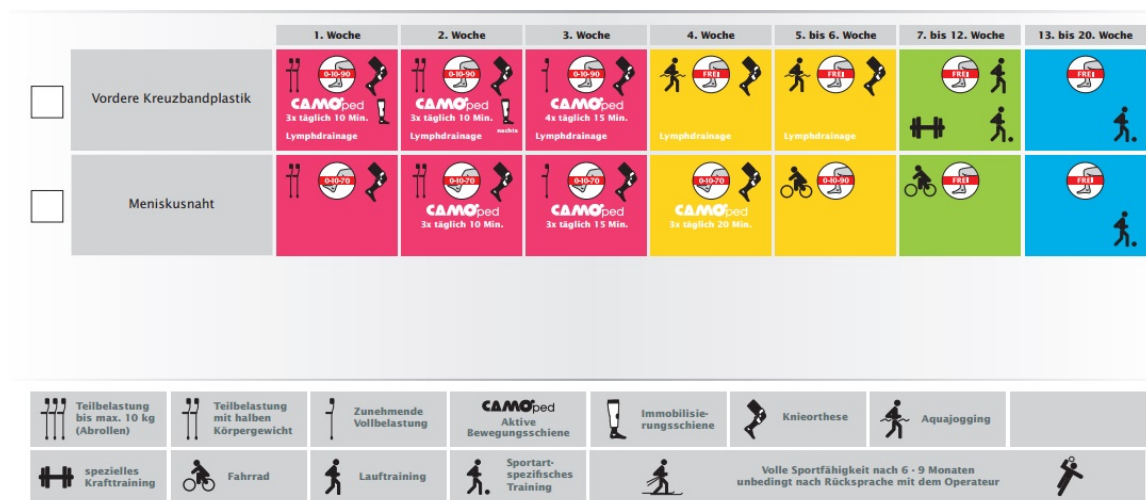 1. Woche 2. Woche 3. Woche 4. Woche 5. bis 6. Woche 7. bis 12. Woche 13. bis 20. Woche
Vordere Kreuzbandplastik
0-10-90 0-10-90 0-10-90 FREI FREI FREI FREI
CAMOped CAMOped CAMOped
3x täglich 10 Min. 3x täglich 10 Min. 4x täglich 15 Min.
nachts
Lymphdrainage Lymphdrainage Lymphdrainage Lymphdrainage Lymphdrainage
Meniskusnaht
0-10-70 0-10-70 0-10-70 0-10-70 0-10-90 FREI FREI
CAMOped CAMOped CAMOped
3x täglich 10 Min. 3x täglich 15 Min. 3x täglich 20 Min.
Teilbelastung
bis max. 10 kg
(Abrollen)
Teilbelastung
mit halben
Körpergewicht
Zunehmende
Vollbelastung
CAMOped
Aktive
Bewegungsschiene
Immobilisie-
rungsschiene
Knieorthese
Aquajogging
spezielles
Krafttraining
Fahrrad
Lauftraining
Sportart-
spezifisches
Training
Volle Sportfähigkeit nach 6 - 9 Monaten
unbedingt nach Rücksprache mit dem Operateur